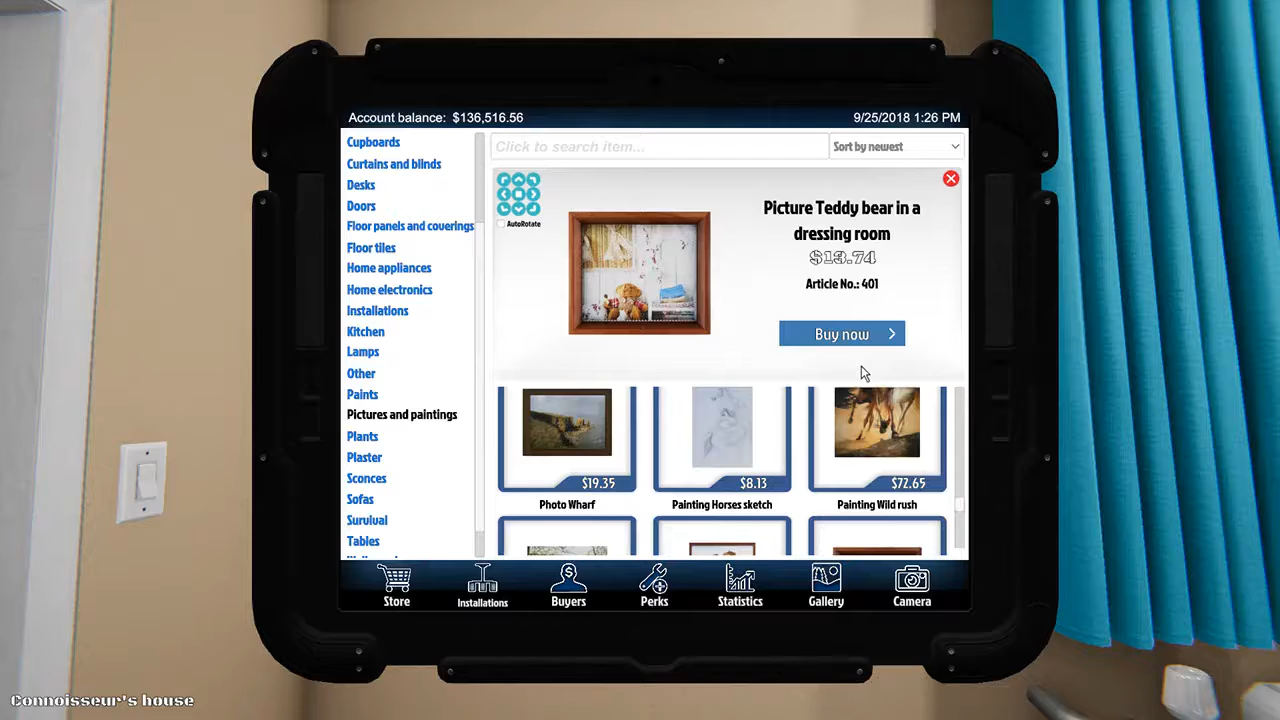 Account balance: $136,516.56
9/25/2018 1:26 PM
Cupboards
Curtains and blinds
Desks
Doors
Floor panels and coverings
Floor tiles
Home appliances
Home electronics
Installations
Kitchen
Lamps
Other
Paints
Pictures and paintings
Plants
Plaster
Sconces
Sofas
Survival
Tables
Click to search item...
Sort by newest
AutoRotate
Picture Teddy bear in a
dressing room
$13.74
Article No.: 401
Buy now
$19.35
$8.13
$72.65
Photo Wharf
Painting Horses sketch
Painting Wild rush
Store
Installations
Buyers
Perks
Statistics
Gallery
Camera
Connoisseur's house